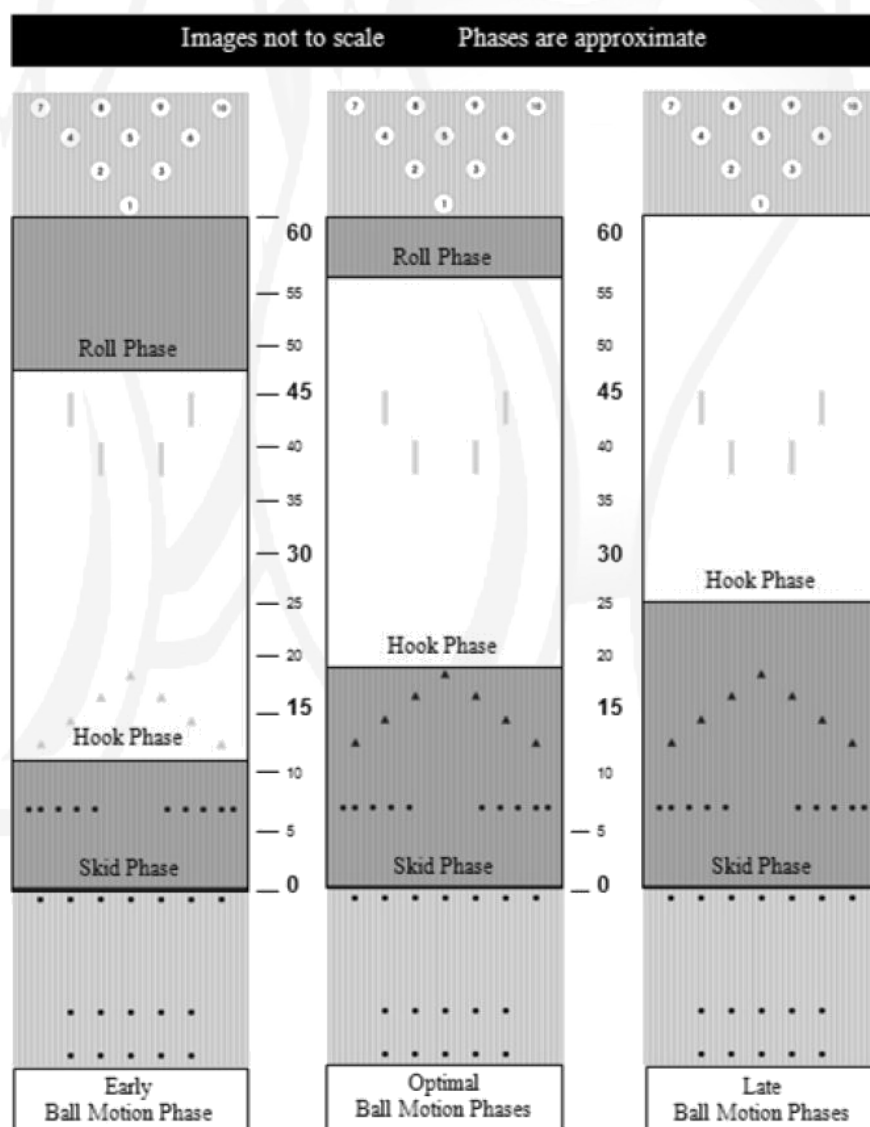 Images not to scale Phases are approximate
7 8 9 10
4 5 6
2 3
1
7 8 9 10
4 5 6
2 3
1
7 8 9 10
4 5 6
2 3
1
Roll Phase
Hook Phase
Skid Phase
60
55
50
45
40
35
30
25
20
15
10
5
0
Roll Phase
Hook Phase
Skid Phase
60
55
50
45
40
35
30
25
20
15
10
5
0
Hook Phase
Skid Phase
Early
Ball Motion Phase
Optimal
Ball Motion Phases
Late
Ball Motion Phases